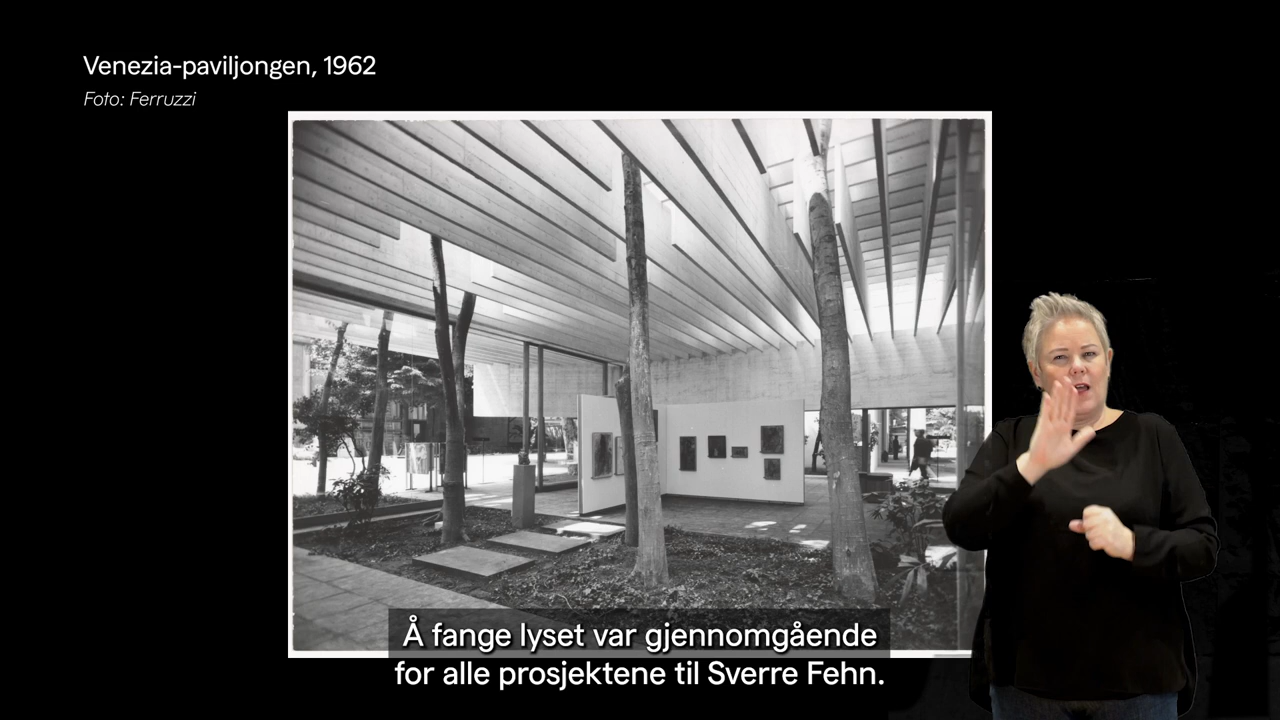 Venezia-paviljongen, 1962
Foto: Ferruzzi
Å fange lyset var gjennomgående
for alle prosjektene til Sverre Fehn.